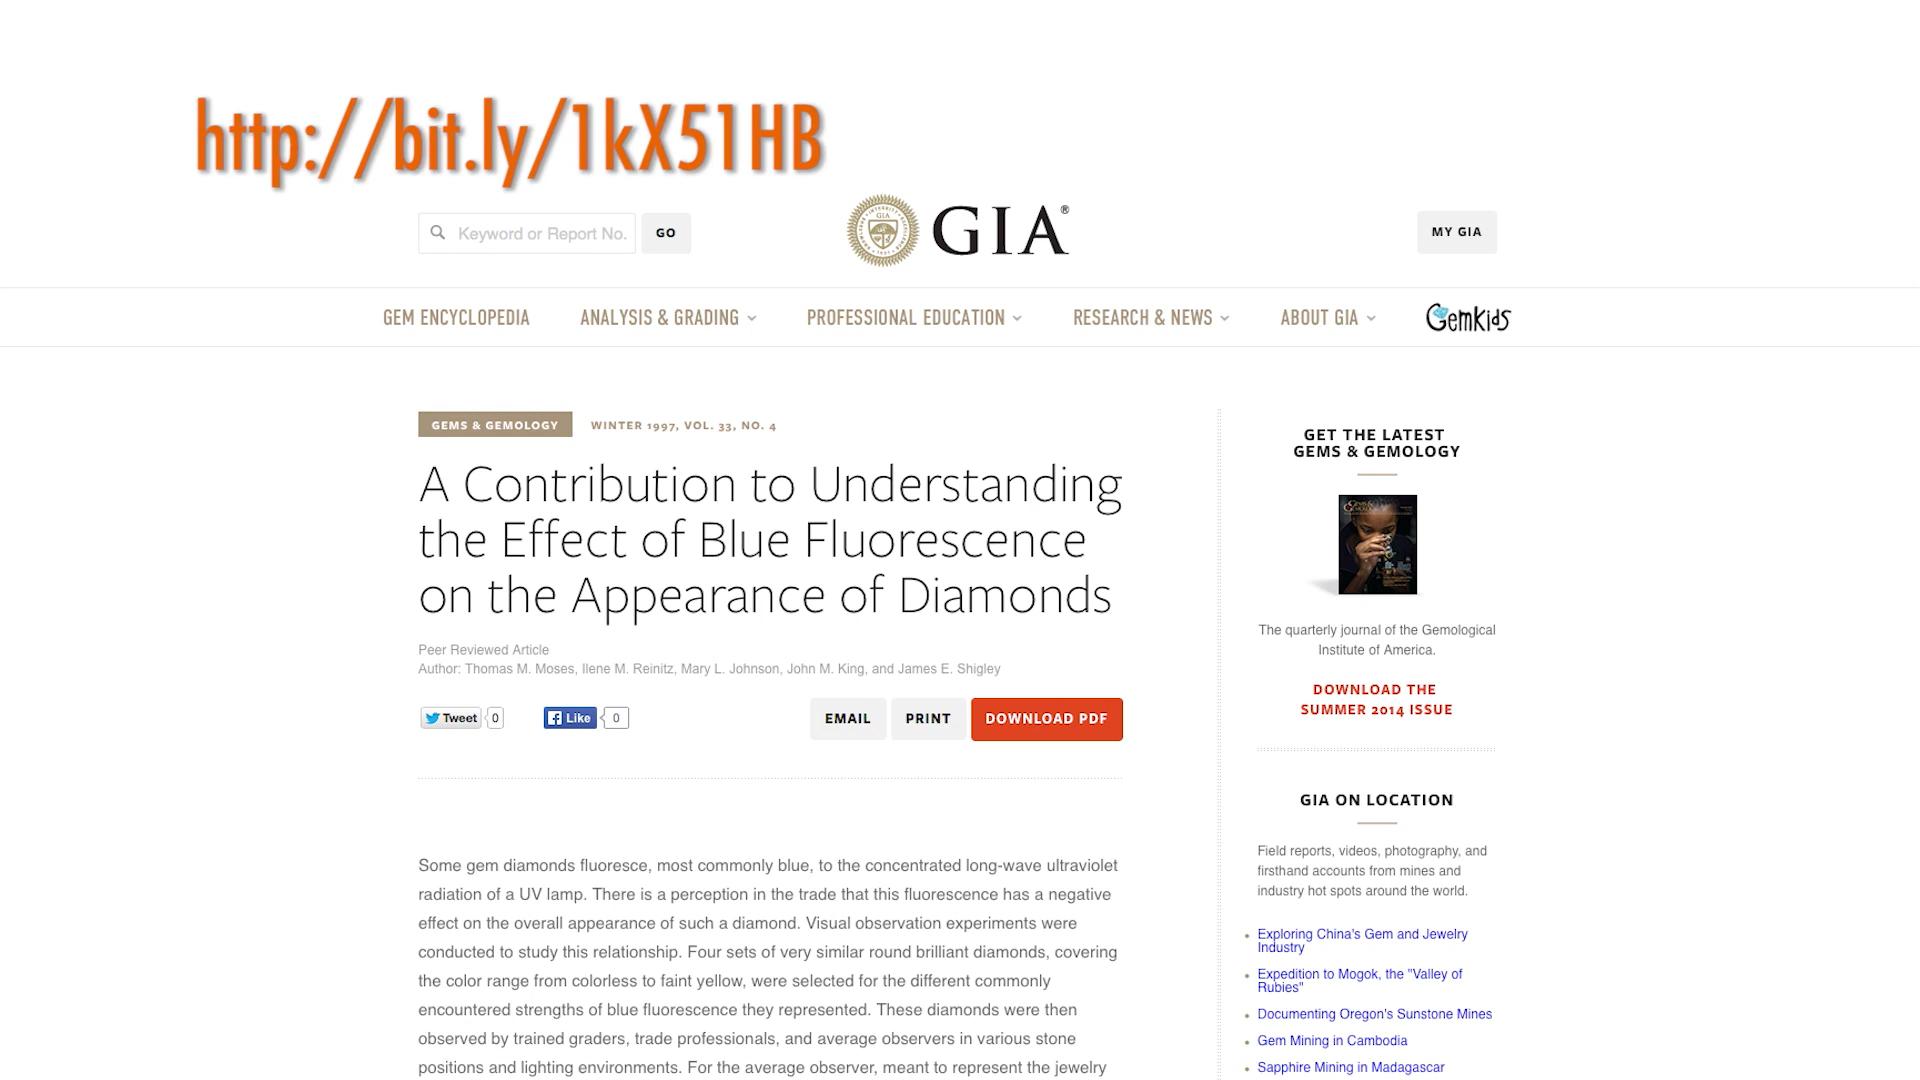 http://bit.ly/1kX51HB
Keyword or Report No.
GO
GIA®
MY GIA
GEM ENCYCLOPEDIA
ANALYSIS & GRADING
PROFESSIONAL EDUCATION
RESEARCH & NEWS
ABOUT GIA
GemKids
GEMS & GEMOLOGY
WINTER 1997, VOL. 33, NO. 4
A Contribution to Understanding
the Effect of Blue Fluorescence
on the Appearance of Diamonds
Peer Reviewed Article
Author: Thomas M. Moses, Ilene M. Reinitz, Mary L. Johnson, John M. King, and James E. Shigley
Tweet
0
Like
0
EMAIL
PRINT
DOWNLOAD PDF
Some gem diamonds fluoresce, most commonly blue, to the concentrated long-wave ultraviolet
radiation of a UV lamp. There is a perception in the trade that this fluorescence has a negative
effect on the overall appearance of such a diamond. Visual observation experiments were
conducted to study this relationship. Four sets of very similar round brilliant diamonds, covering
the color range from colorless to faint yellow, were selected for the different commonly
encountered strengths of blue fluorescence they represented. These diamonds were then
observed by trained graders, trade professionals, and average observers in various stone
positions and lighting environments. For the average observer, meant to represent the jewelry
GET THE LATEST
GEMS & GEMOLOGY
The quarterly journal of the Gemological
Institute of America.
DOWNLOAD THE
SUMMER 2014 ISSUE
GIA ON LOCATION
Field reports, videos, photography, and
firsthand accounts from mines and
industry hot spots around the world.
Exploring China's Gem and Jewelry
Industry
Expedition to Mogok, the "Valley of
Rubies"
Documenting Oregon's Sunstone Mines
Gem Mining in Cambodia
Sapphire Mining in Madagascar